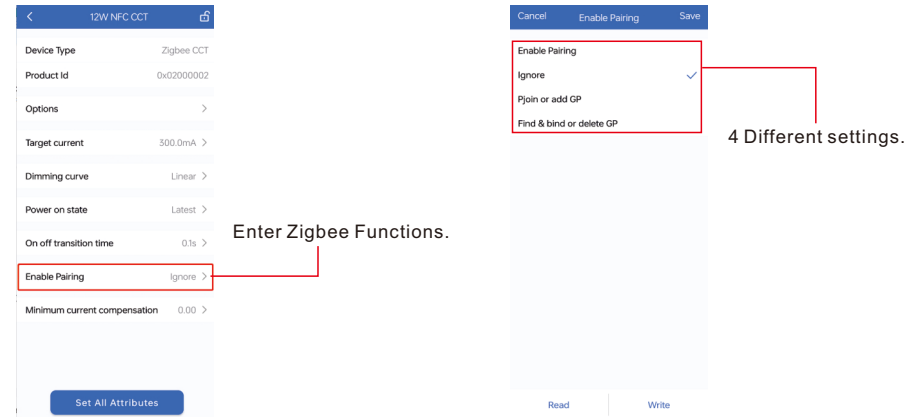 12W NFC CCT
Device Type Zigbee CCT
Product Id 0x02000002
Options
Target current 300.0mA
Dimming curve Linear
Power on state Latest
On off transition time 0.1s
Enable Pairing Ignore
Minimum current compensation 0.00
Set All Attributes
Enter Zigbee Functions.
Cancel Enable Pairing Save
Enable Pairing
Ignore
Pjoin or add GP
Find & bind or delete GP
Read Write
4 Different settings.